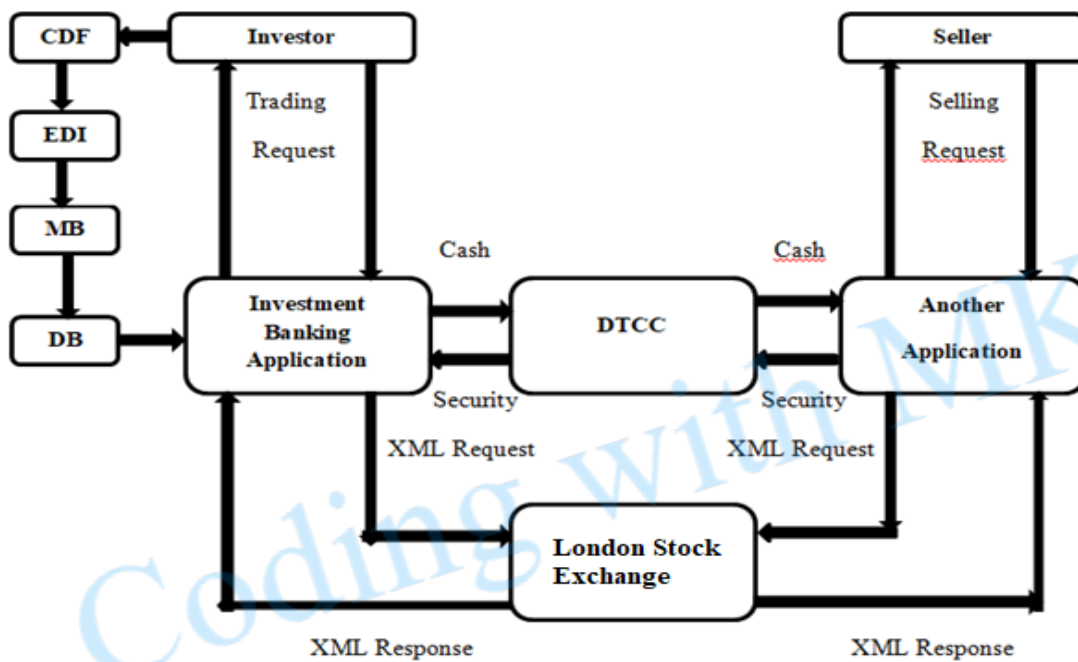 CDF
Investor
Seller
Trading
Request
Selling
Request
EDI
MB
DB
Cash
Cash
Investment
Banking
Application
DTCC
Another
Application
Security
Security
XML Request
XML Request
London Stock
Exchange
XML Response
XML Response
Coding with MK